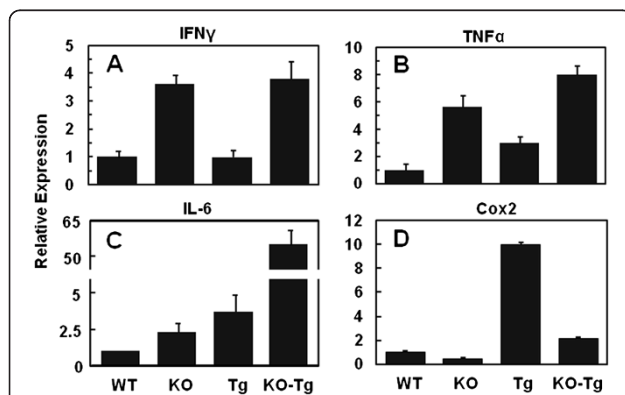 IFNγ
A
5
4
3
2
1
0
TNFα
B
10
8
6
4
2
0
Relative Expression
IL-6
C
65
50
5
2.5
0
Cox2
D
12
10
8
6
4
2
0
WT KO Tg KO-Tg
WT KO Tg KO-Tg